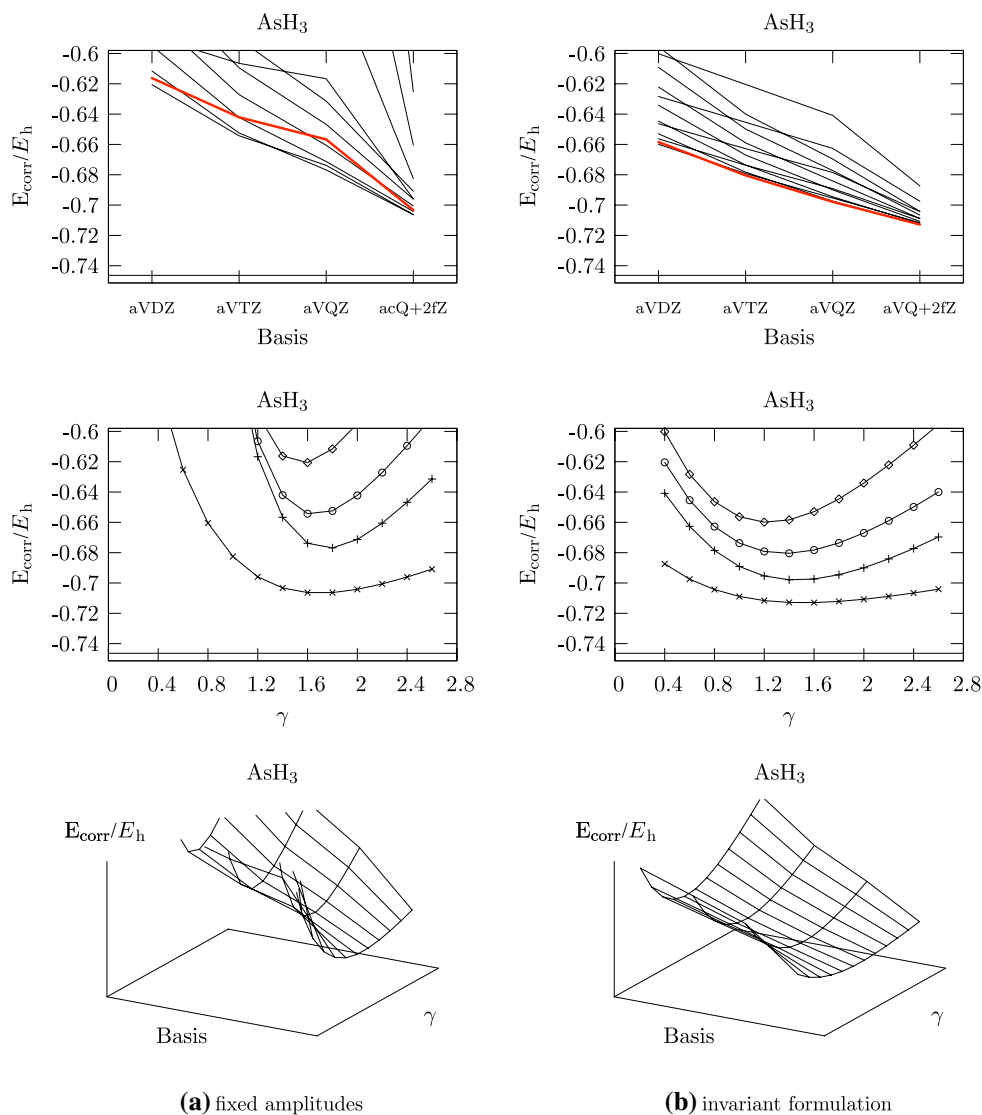 AsH3
-0.6
-0.62
-0.64
-0.66
-0.68
-0.7
-0.72
-0.74
Ecorr/Eh
aVDZ aVTZ aVQZ acQ+2fZ
Basis
AsH3
-0.6
-0.62
-0.64
-0.66
-0.68
-0.7
-0.72
-0.74
Ecorr/Eh
aVDZ aVTZ aVQZ aVQ+2fZ
Basis
AsH3
-0.6
-0.62
-0.64
-0.66
-0.68
-0.7
-0.72
-0.74
Ecorr/Eh
0 0.4 0.8 1.2 1.6 2 2.4 2.8
γ
AsH3
-0.6
-0.62
-0.64
-0.66
-0.68
-0.7
-0.72
-0.74
Ecorr/Eh
0 0.4 0.8 1.2 1.6 2 2.4 2.8
γ
AsH3
Ecorr/Eh
Basis
γ
AsH3
Ecorr/Eh
Basis
γ
(a) fixed amplitudes
(b) invariant formulation